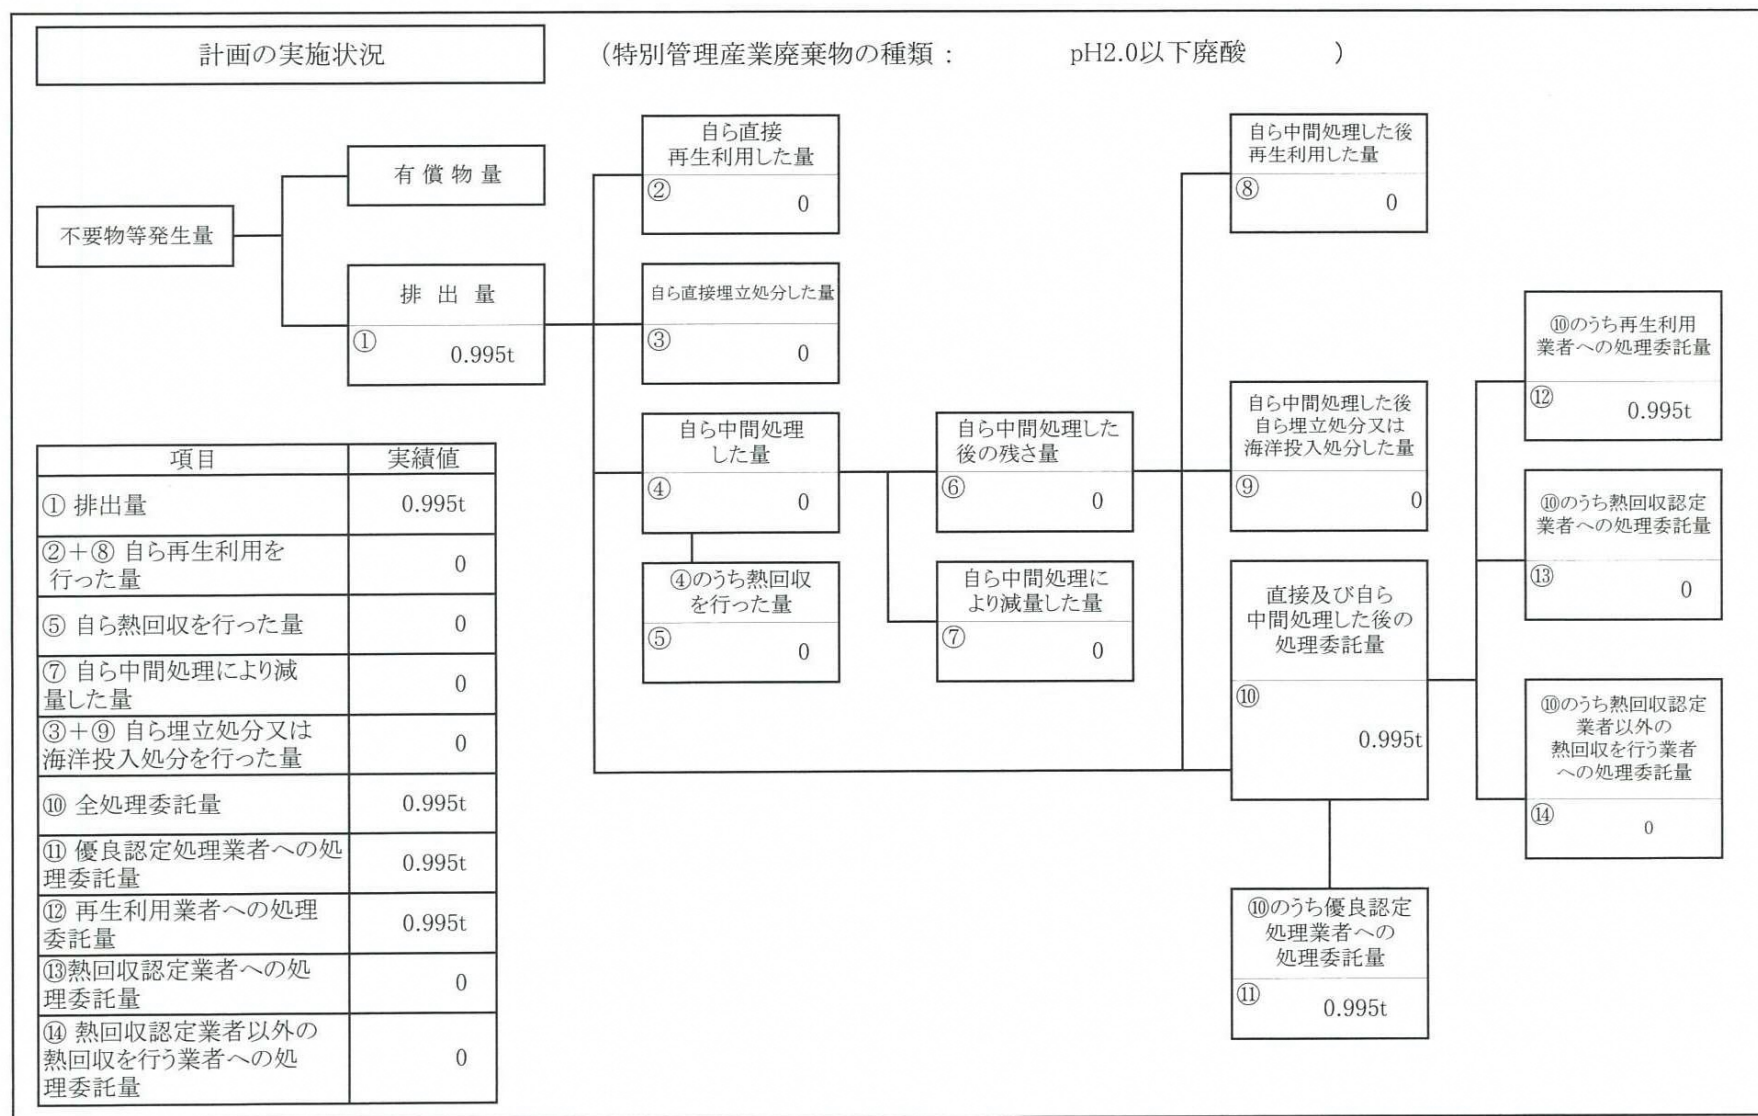 計画の実施状況
(特別管理産業廃棄物の種類： pH2.0以下廃酸 )
不要物等発生量
有償物量
排出量
①
0.995t
自ら直接
再生利用した量
②
0
自ら直接埋立処分した量
③
0
自ら中間処理
した量
④
0
④のうち熱回収
を行った量
⑤
0
自ら中間処理した
後の残さ量
⑥
0
自ら中間処理に
より減量した量
⑦
0
自ら中間処理した後
再生利用した量
⑧
0
自ら中間処理した後
自ら埋立処分又は
海洋投入処分した量
⑨
0
直接及び自ら
中間処理した後の
処理委託量
⑩
0.995t
⑩のうち優良認定
処理業者への
処理委託量
⑪
0.995t
⑩のうち再生利用
業者への処理委託量
⑫
0.995t
⑩のうち熱回収認定
業者への処理委託量
⑬
0
⑩のうち熱回収認定
業者以外の
熱回収を行う業者
への処理委託量
⑭
0
項目 実績値
① 排出量 0.995t
②＋⑧ 自ら再生利用を
行った量
0
⑤ 自ら熱回収を行った量 0
⑦ 自ら中間処理により減
量した量
0
③＋⑨ 自ら埋立処分又は
海洋投入処分を行った量
0
⑩ 全処理委託量 0.995t
⑪ 優良認定処理業者への処
理委託量
0.995t
⑫ 再生利用業者への処理
委託量
0.995t
⑬熱回収認定業者への処
理委託量
0
⑭ 熱回収認定業者以外の
熱回収を行う業者への処
理委託量
0